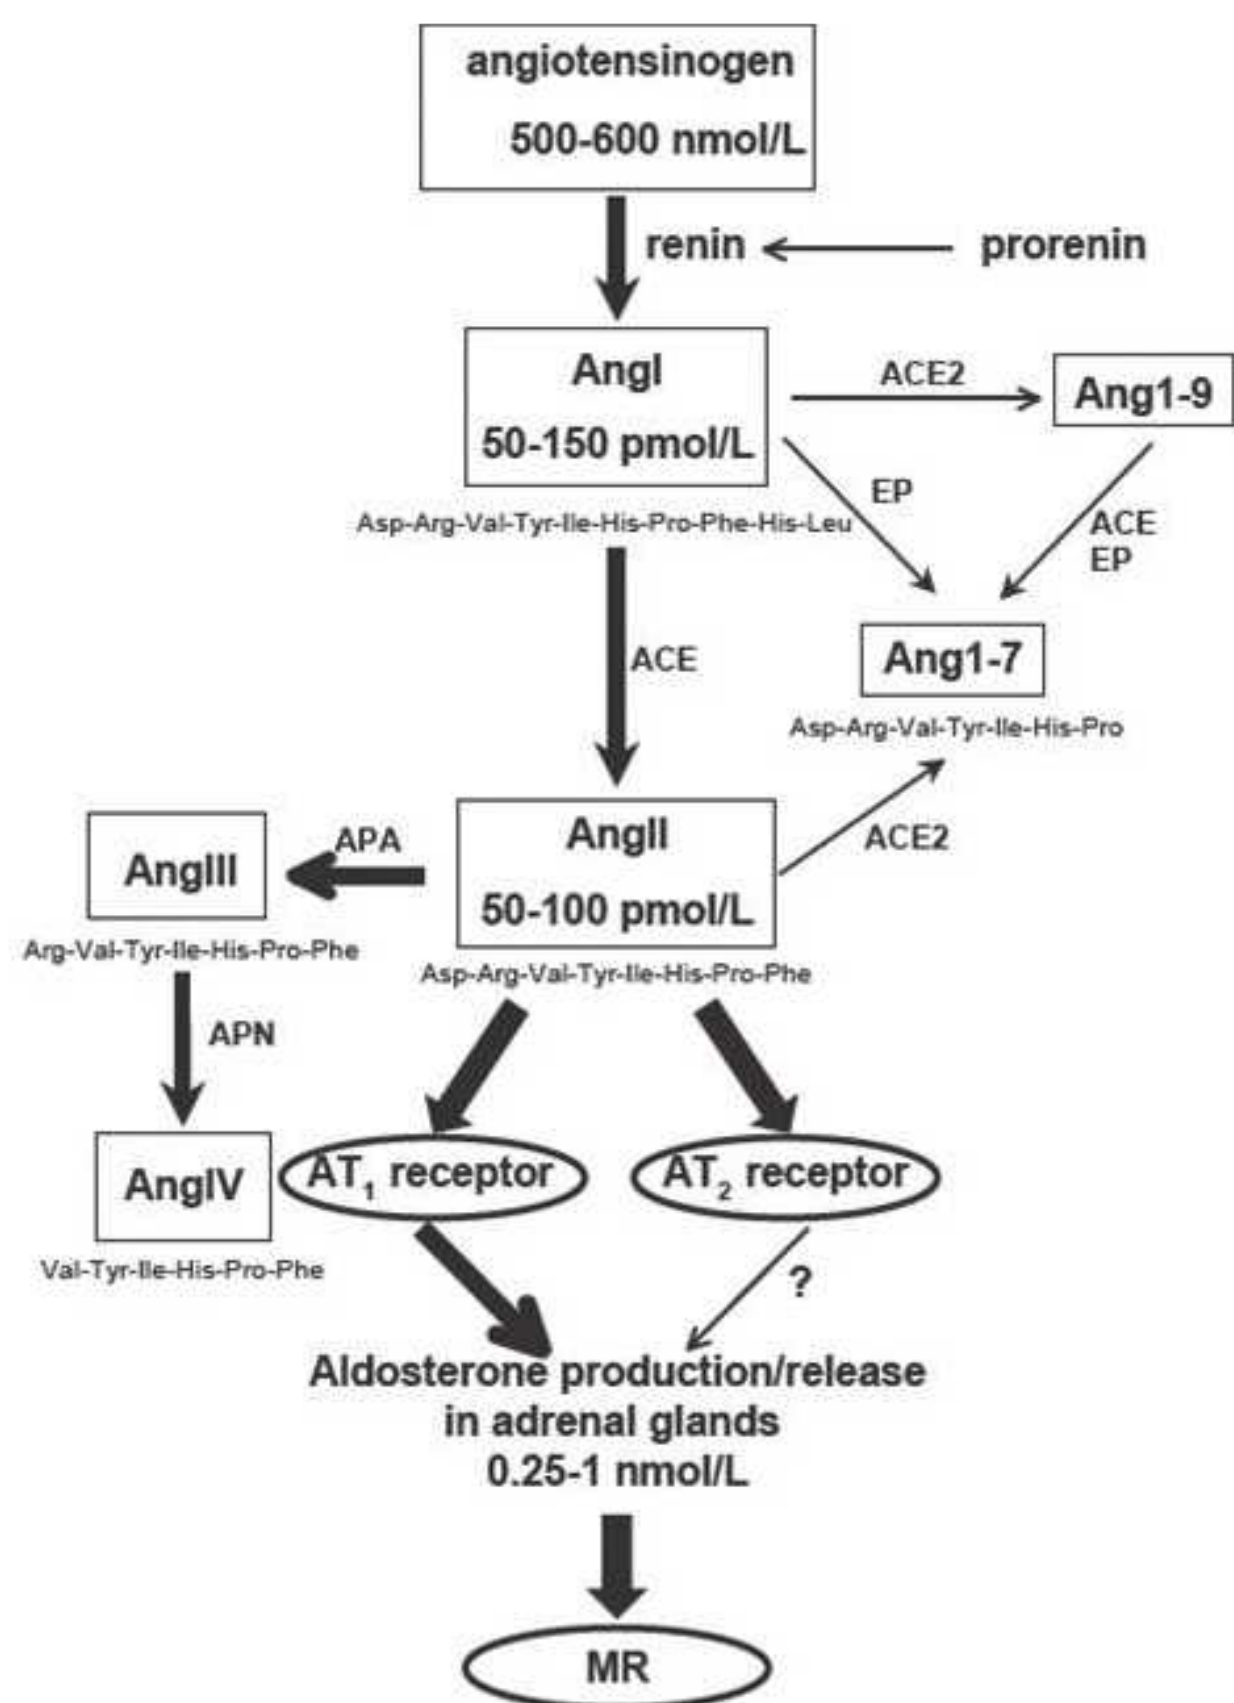 angiotensinogen
500-600 nmol/L
renin
prorenin
AngI
50-150 pmol/L
Asp-Arg-Val-Tyr-Ile-His-Pro-Phe-His-Leu
ACE2
Ang1-9
EP
ACE
EP
ACE
Ang1-7
Asp-Arg-Val-Tyr-Ile-His-Pro
AngII
50-100 pmol/L
Asp-Arg-Val-Tyr-Ile-His-Pro-Phe
ACE2
APA
AngIII
Arg-Val-Tyr-Ile-His-Pro-Phe
APN
AngIV
Val-Tyr-Ile-His-Pro-Phe
AT1 receptor
AT2 receptor
?
Aldosterone production/release
in adrenal glands
0.25-1 nmol/L
MR